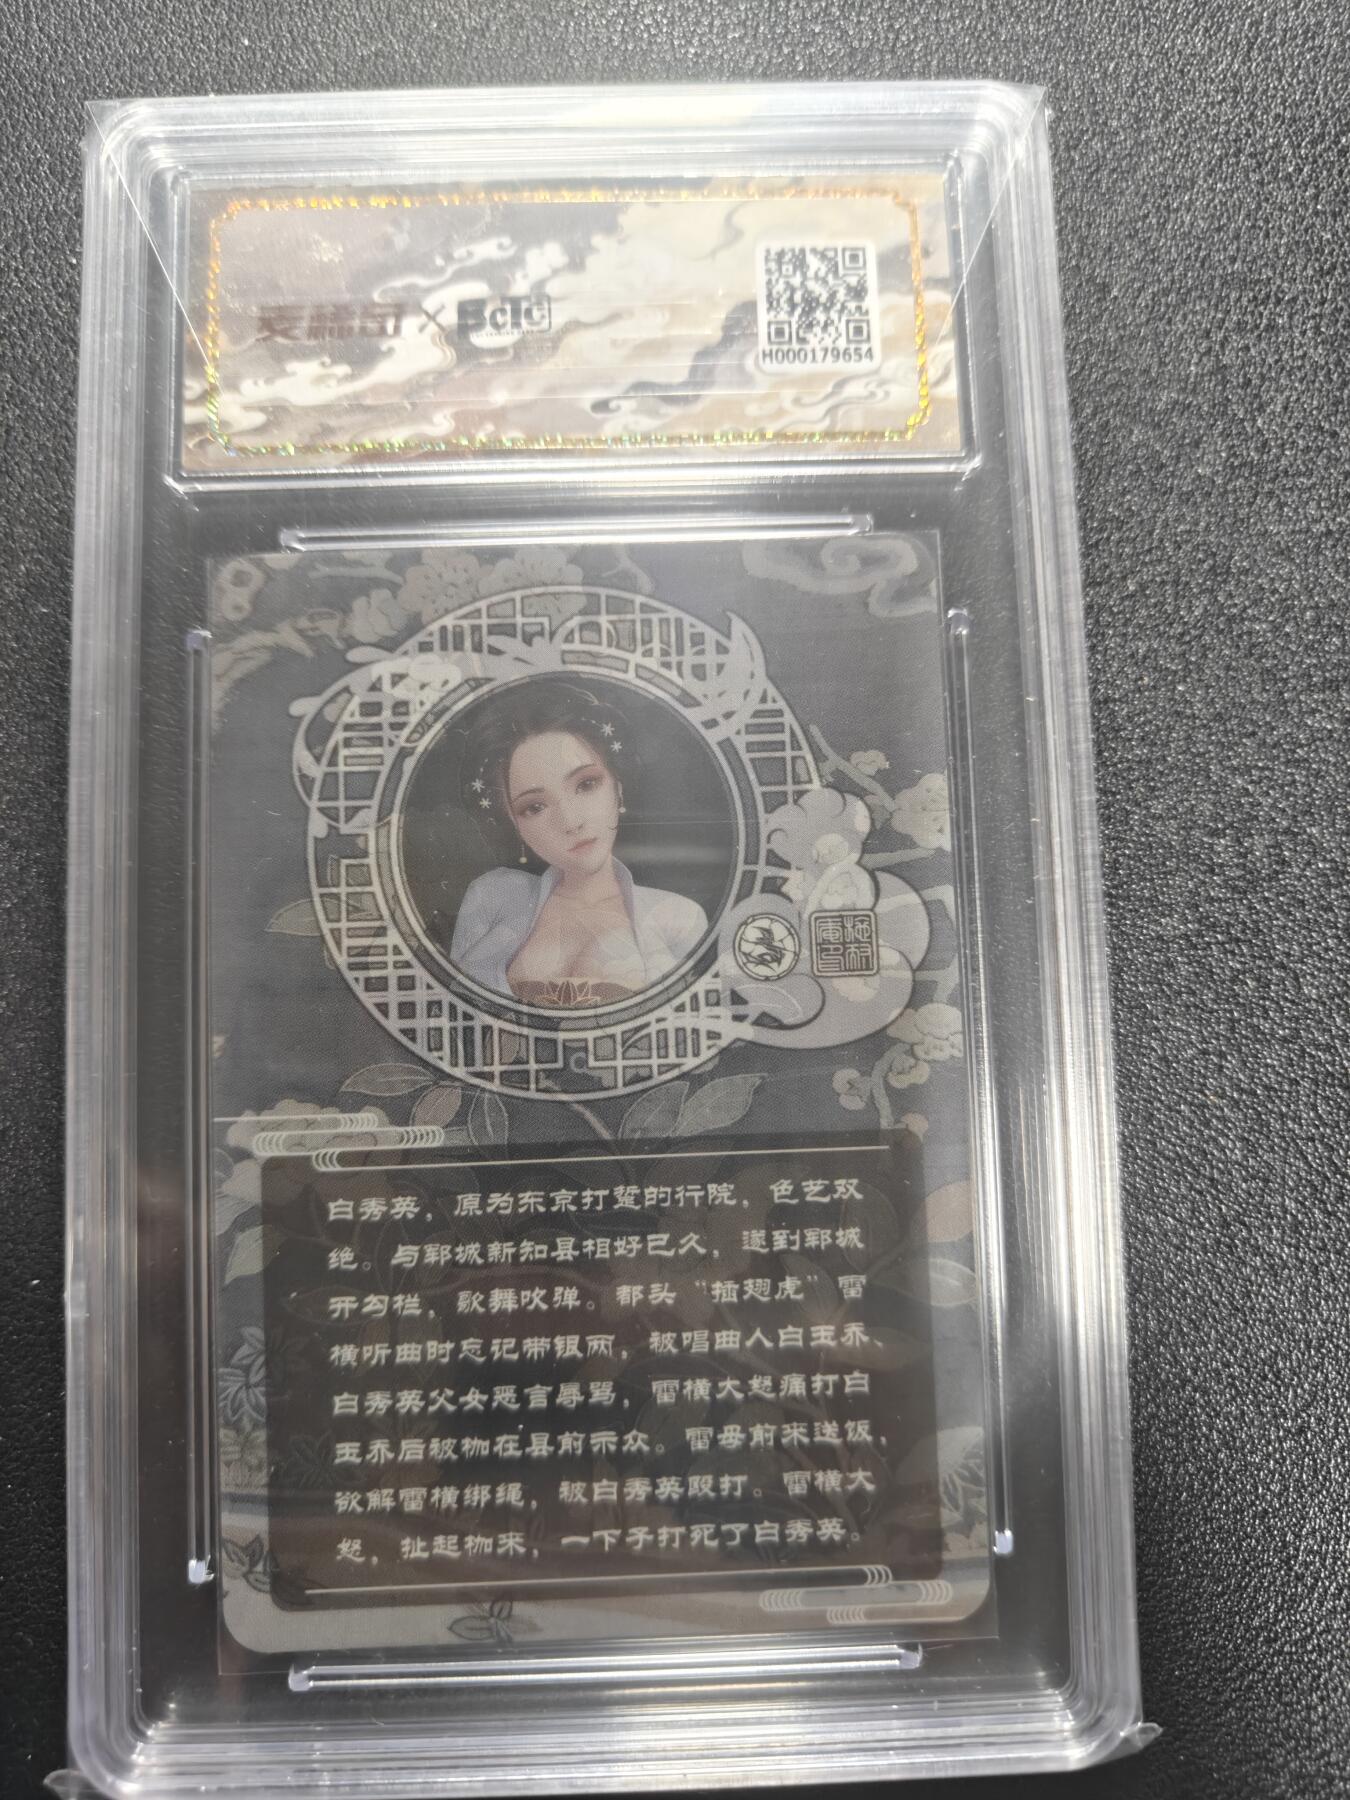 麦稀奇×BCTC
H000179654
施耐
庵印
白秀英，原为东京打踅的行院，色艺双
绝。与郓城新知县相好已久，遂到郓城
开勾栏，歌舞吹弹。都头“插翅虎”雷
横听曲时忘记带银两，被唱曲人白玉乔、
白秀英父女恶言辱骂，雷横大怒痛打白
玉乔后被枷在县前示众。雷母前来送饭，
欲解雷横绑绳，被白秀英殴打。雷横大
怒，扯起枷来，一下子打死了白秀英。